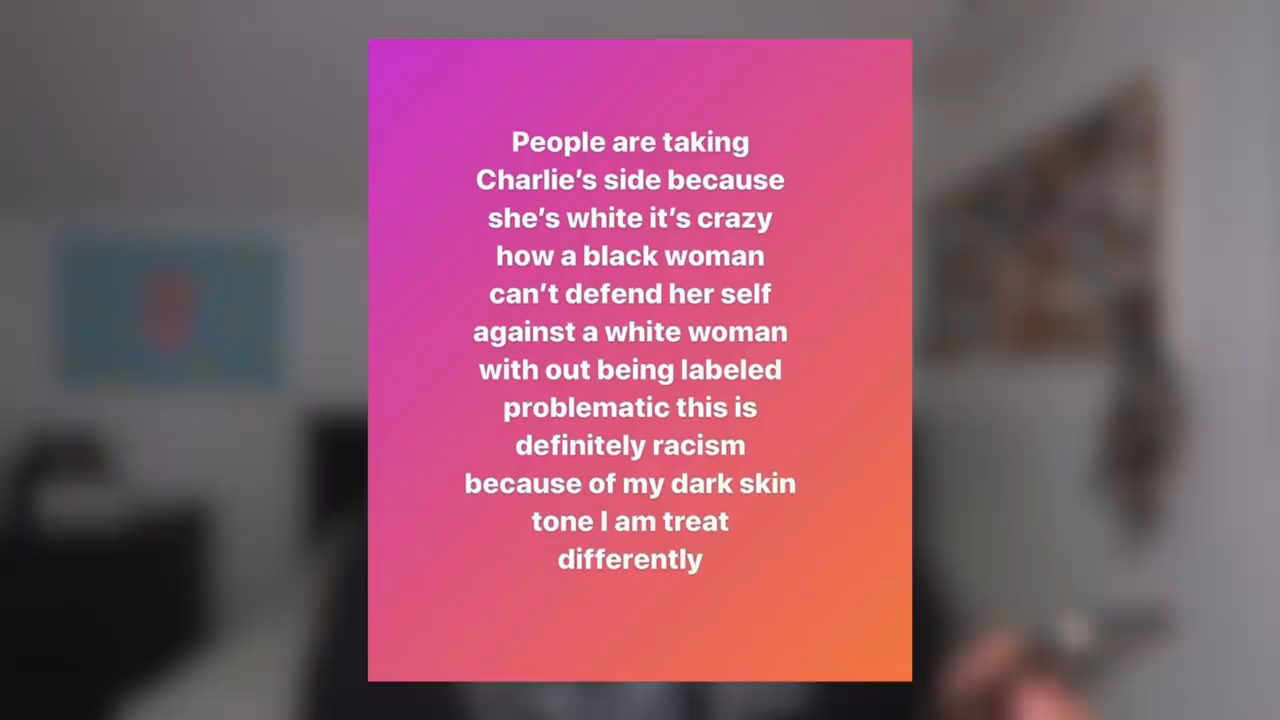 People are taking
Charlie's side because
she's white it's crazy
how a black woman
can't defend her self
against a white woman
with out being labeled
problematic this is
definitely racism
because of my dark skin
tone I am treat
differently